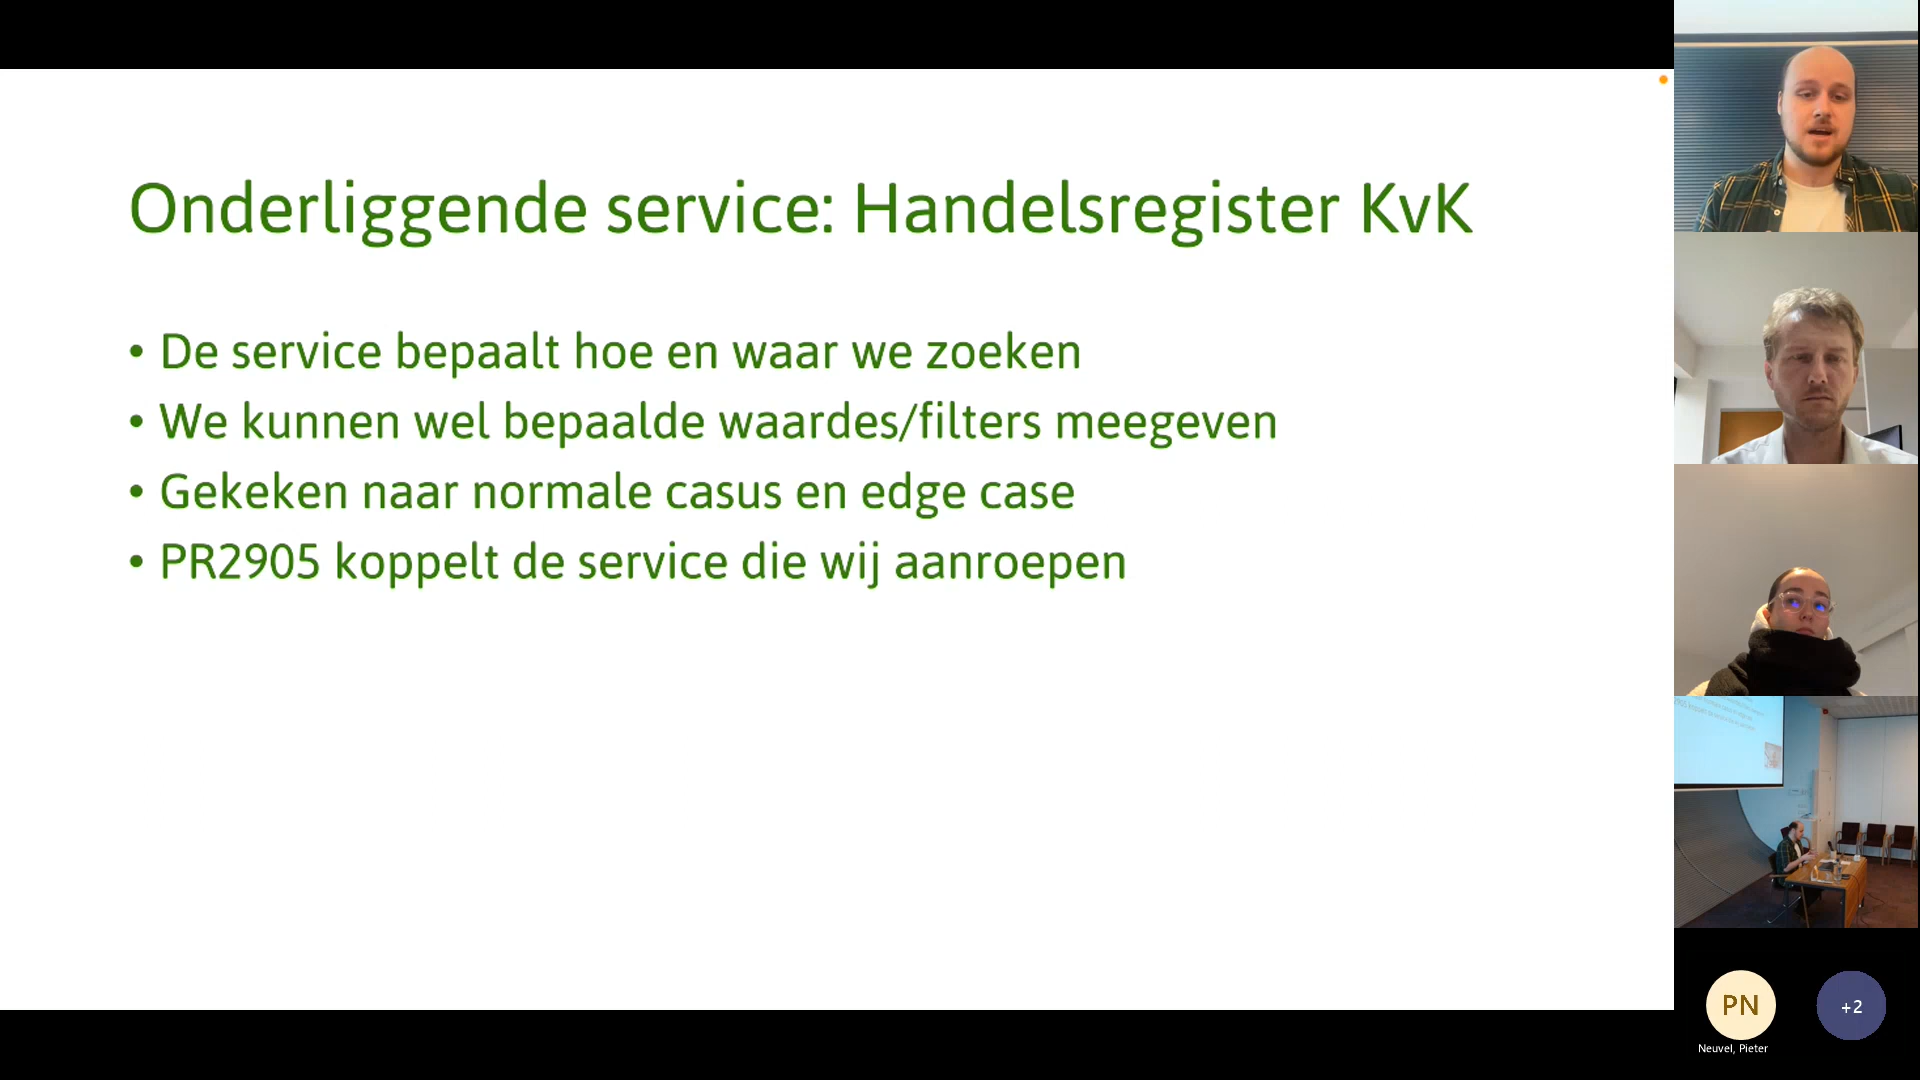 Onderliggende service: Handelsregister KvK
• De service bepaalt hoe en waar we zoeken
• We kunnen wel bepaalde waardes/filters meegeven
• Gekeken naar normale casus en edge case
• PR2905 koppelt de service die wij aanroepen
PN
+2
Neuvel, Pieter